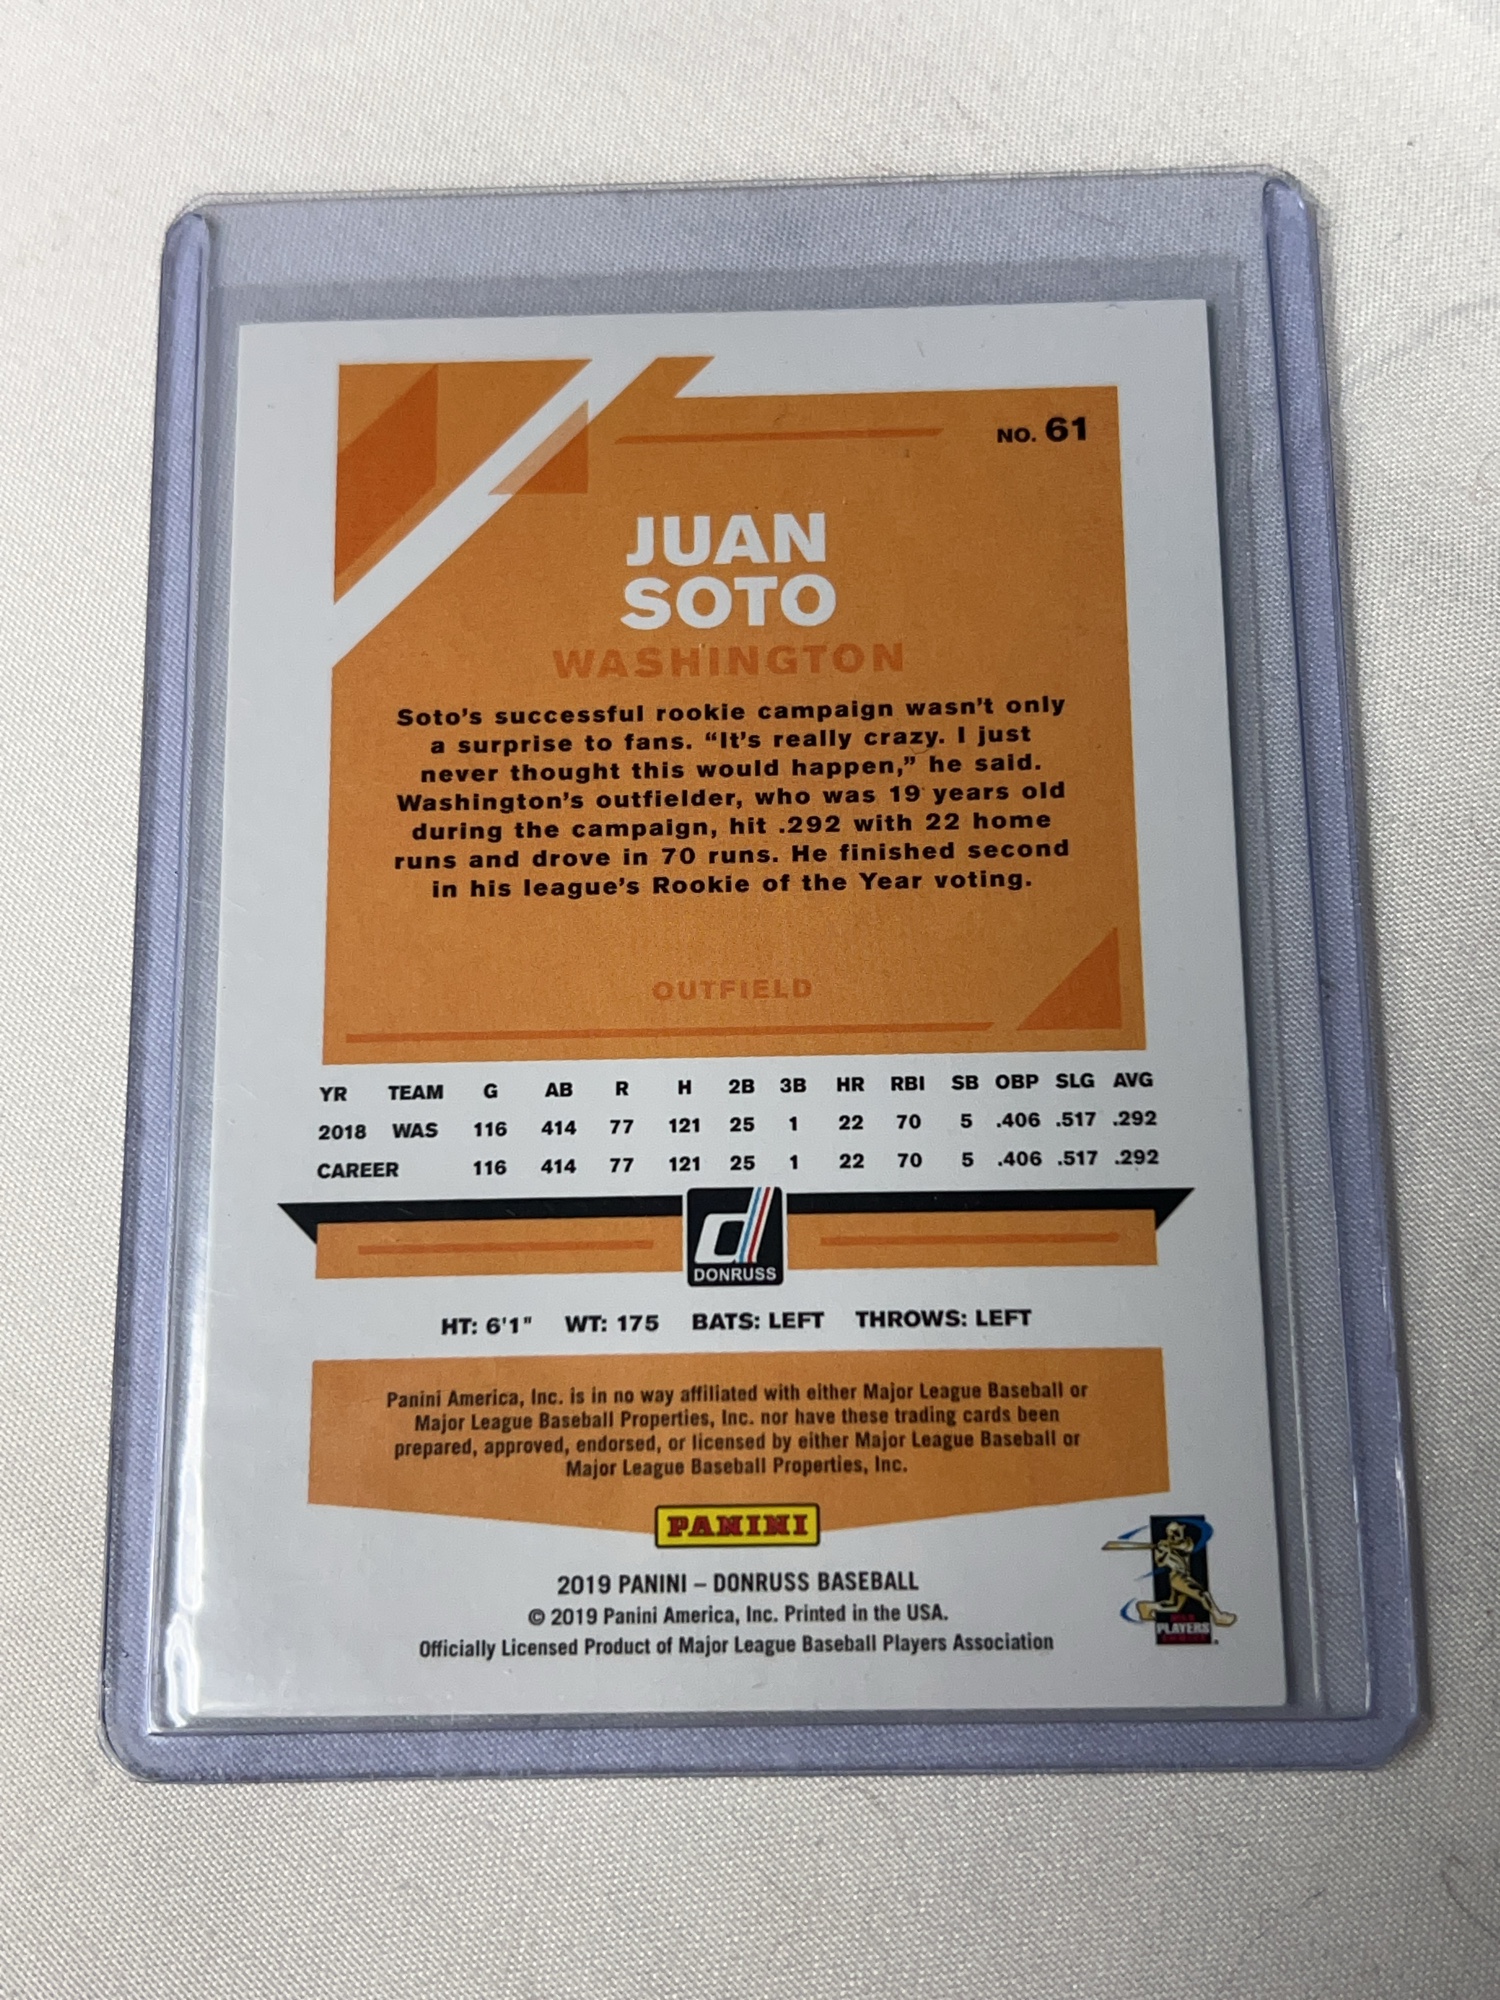 NO. 61
JUAN
SOTO
WASHINGTON
Soto's successful rookie campaign wasn't only
a surprise to fans. “It's really crazy. I just
never thought this would happen,” he said.
Washington's outfielder, who was 19 years old
during the campaign, hit .292 with 22 home
runs and drove in 70 runs. He finished second
in his league's Rookie of the Year voting.
OUTFIELD
YR TEAM G AB R H 2B 3B HR RBI SB OBP SLG AVG
2018 WAS 116 414 77 121 25 1 22 70 5 .406 .517 .292
CAREER 116 414 77 121 25 1 22 70 5 .406 .517 .292
DONRUSS
HT: 6'1" WT: 175 BATS: LEFT THROWS: LEFT
Panini America, Inc. is in no way affiliated with either Major League Baseball or
Major League Baseball Properties, Inc. nor have these trading cards been
prepared, approved, endorsed, or licensed by either Major League Baseball or
Major League Baseball Properties, Inc.
PANINI
2019 PANINI – DONRUSS BASEBALL
© 2019 Panini America, Inc. Printed in the USA.
Officially Licensed Product of Major League Baseball Players Association
PLAYERS